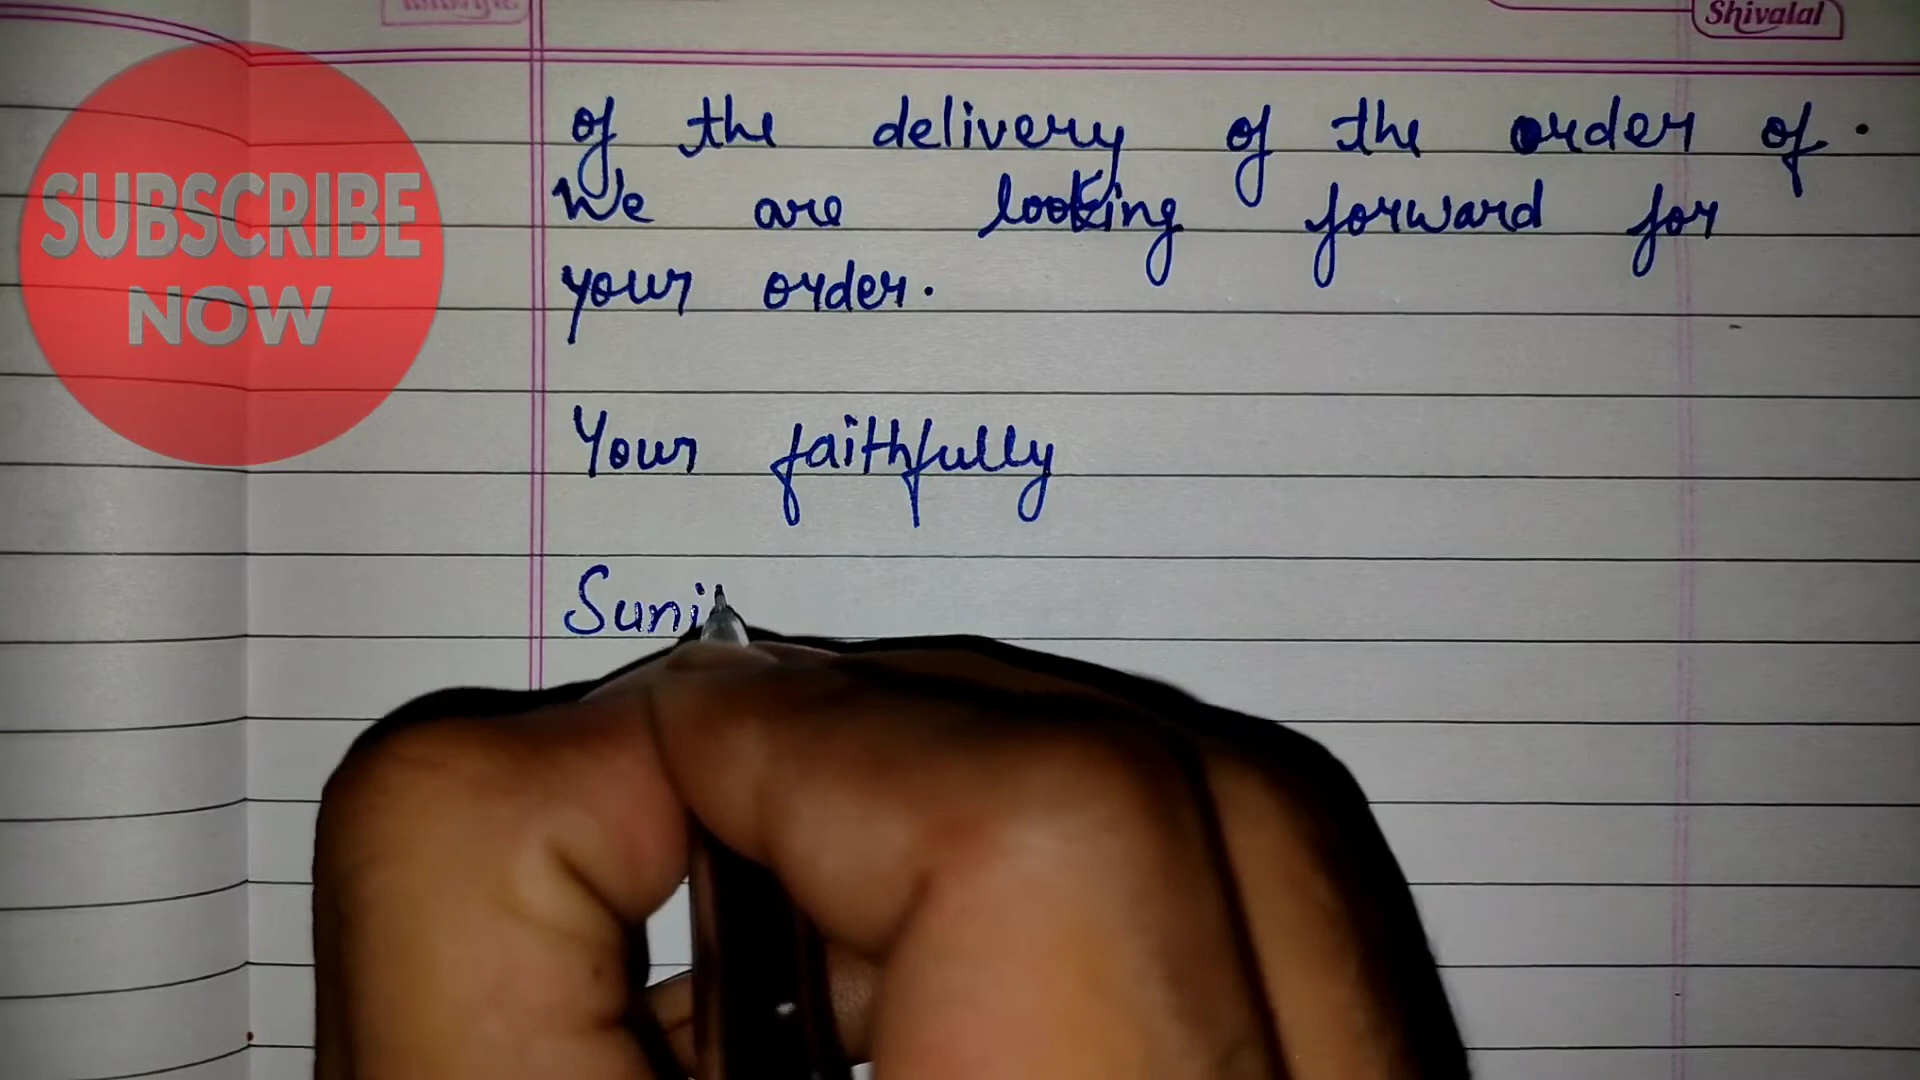 Shivalal
SUBSCRIBE
NOW
of the delivery of the order of.
We are looking forward for
your order.
Your faithfully
Suni